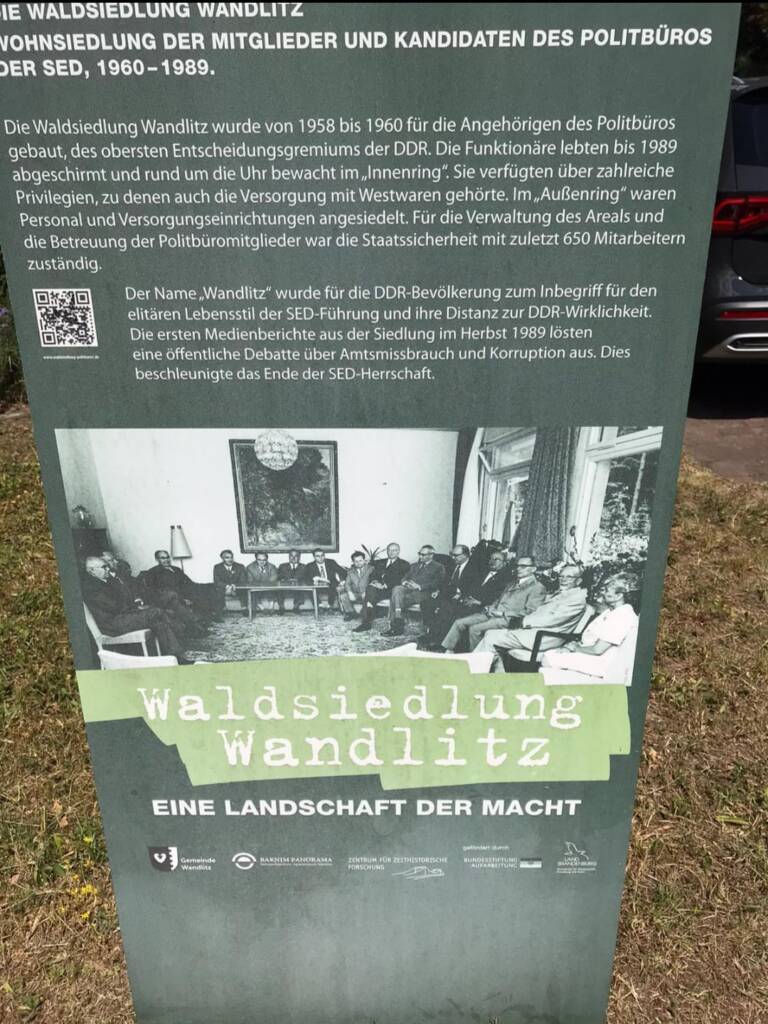 DIE WALDSIEDLUNG WANDLITZ
WOHNSIEDLUNG DER MITGLIEDER UND KANDIDATEN DES POLITBÜROS
DER SED, 1960–1989.
Die Waldsiedlung Wandlitz wurde von 1958 bis 1960 für die Angehörigen des Politbüros
gebaut, des obersten Entscheidungsgremiums der DDR. Die Funktionäre lebten bis 1989
abgeschirmt und rund um die Uhr bewacht im „Innenring“. Sie verfügten über zahlreiche
Privilegien, zu denen auch die Versorgung mit Westwaren gehörte. Im „Außenring“ waren
Personal und Versorgungseinrichtungen angesiedelt. Für die Verwaltung des Areals und
die Betreuung der Politbüromitglieder war die Staatssicherheit mit zuletzt 650 Mitarbeitern
zuständig.
Der Name „Wandlitz“ wurde für die DDR-Bevölkerung zum Inbegriff für den
elitären Lebensstil der SED-Führung und ihre Distanz zur DDR-Wirklichkeit.
Die ersten Medienberichte aus der Siedlung im Herbst 1989 lösten
eine öffentliche Debatte über Amtsmissbrauch und Korruption aus. Dies
beschleunigte das Ende der SED-Herrschaft.
Waldsiedlung
Wandlitz
EINE LANDSCHAFT DER MACHT
Gemeinde
Wandlitz
BARNIM PANORAMA
ZENTRUM FÜR ZEITHISTORISCHE
FORSCHUNG
gefördert durch
BUNDESSTIFTUNG
AUFARBEITUNG
LAND
BRANDENBURG